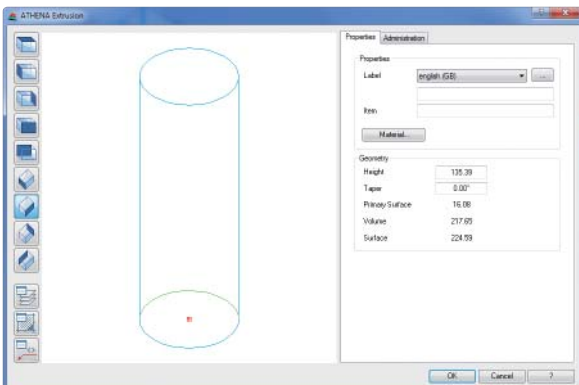 ATHENA Extrusion
Properties Administration
Properties
Label english (GB) ...
Item
Material...
Geometry
Height 135.39
Taper 0.00°
Primary Surface 16.08
Volume 217.65
Surface 224.59
OK Cancel ?